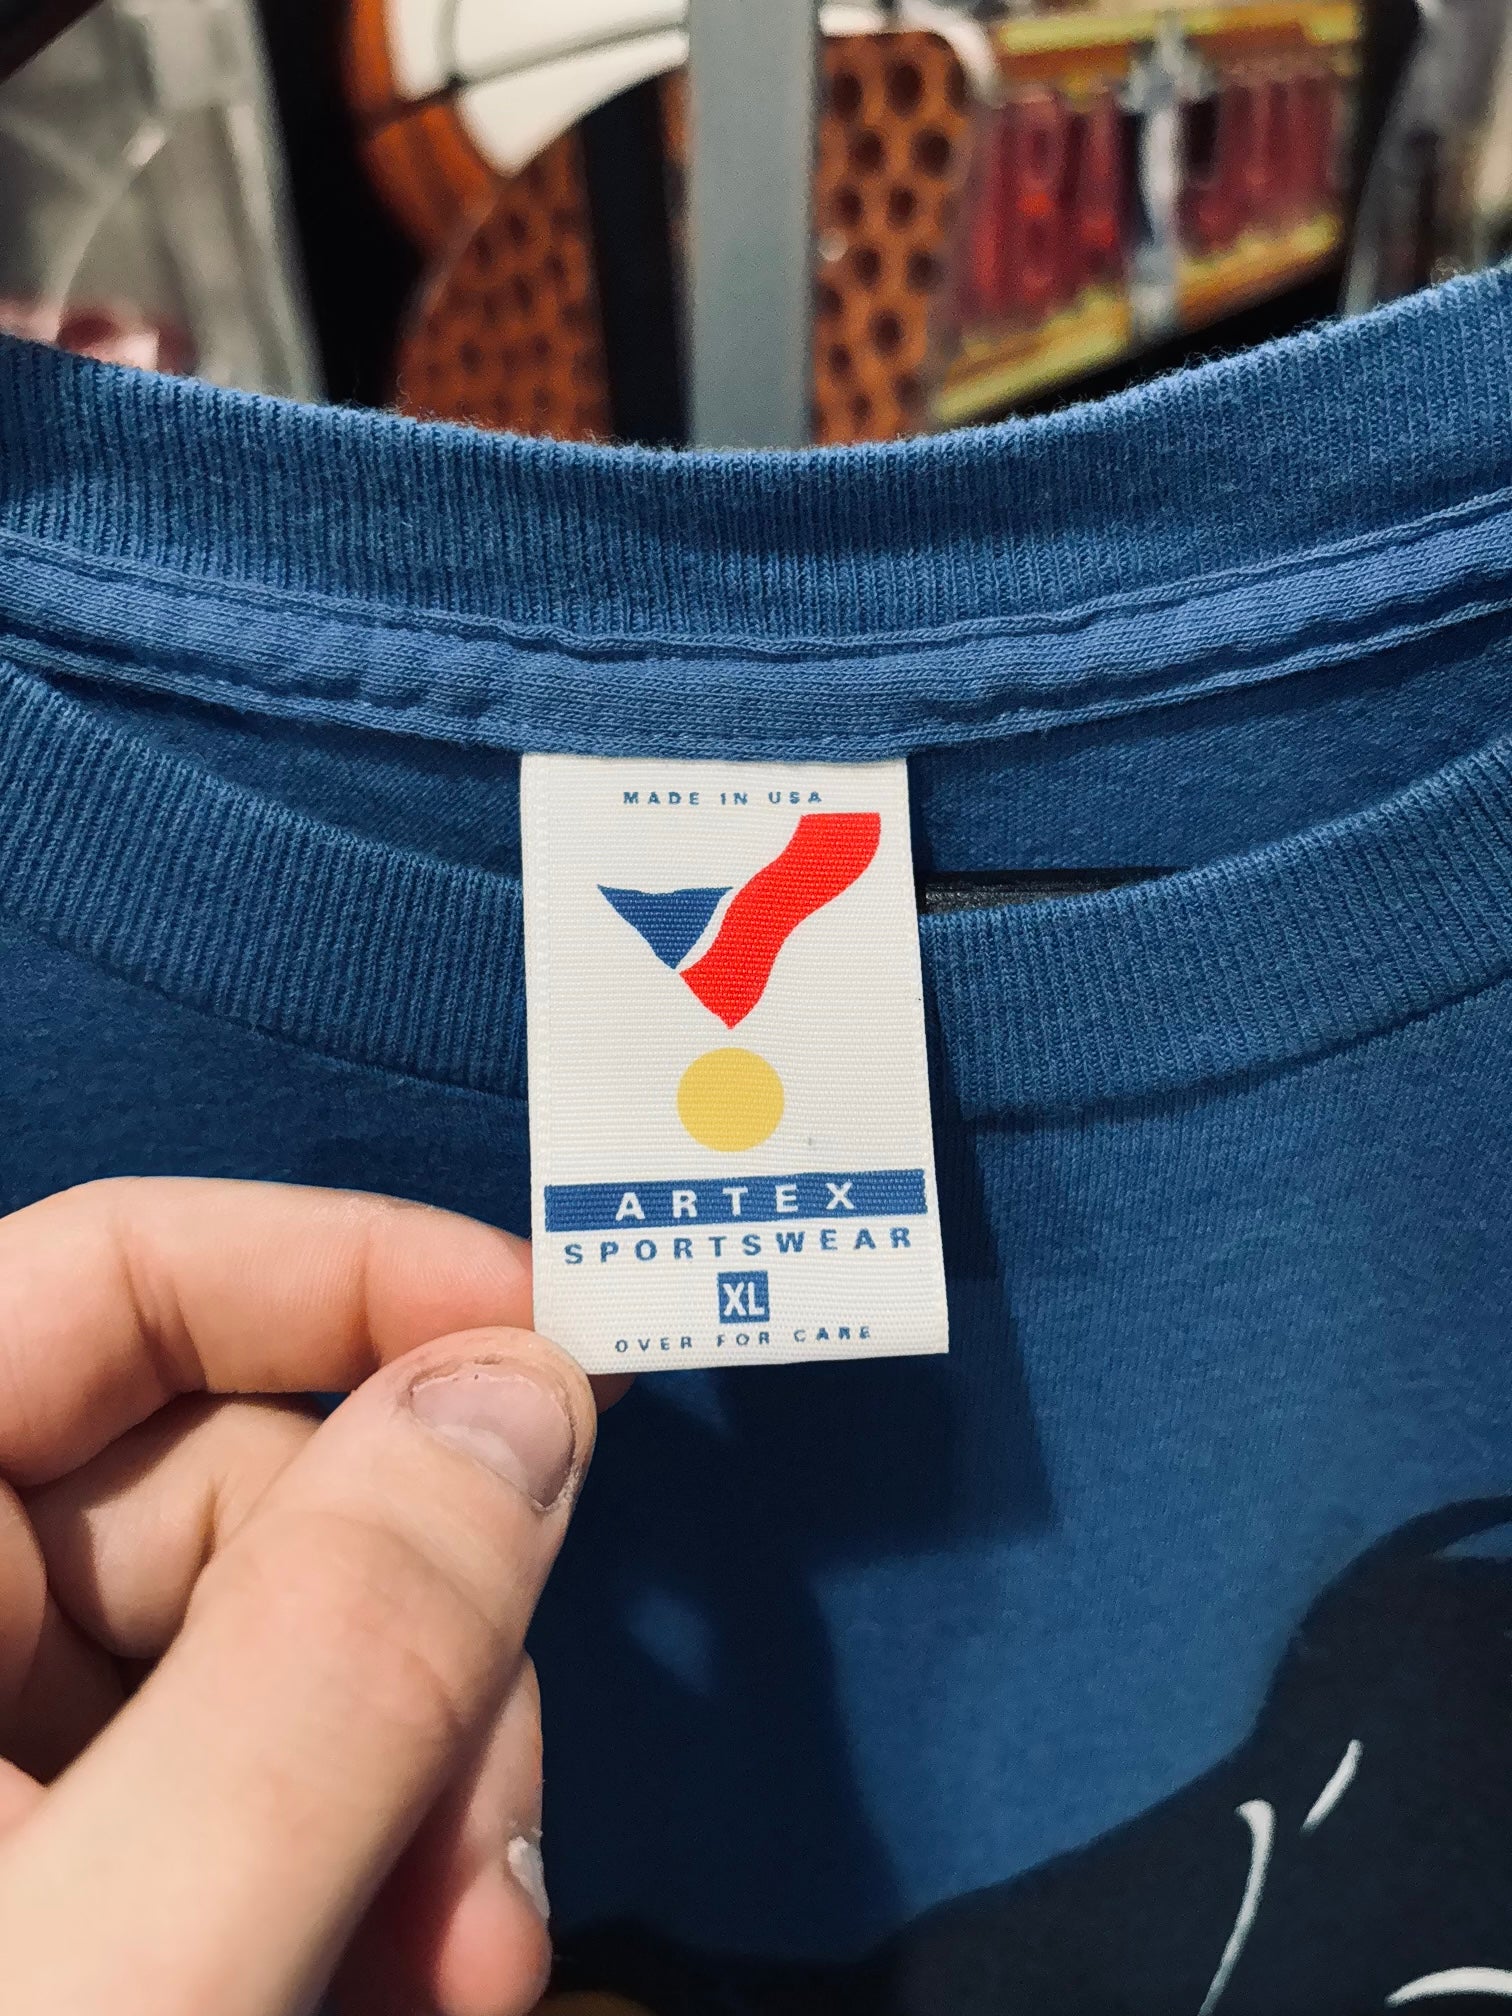 MADE IN USA
ARTEX
SPORTSWEAR
XL
OVER FOR CARE